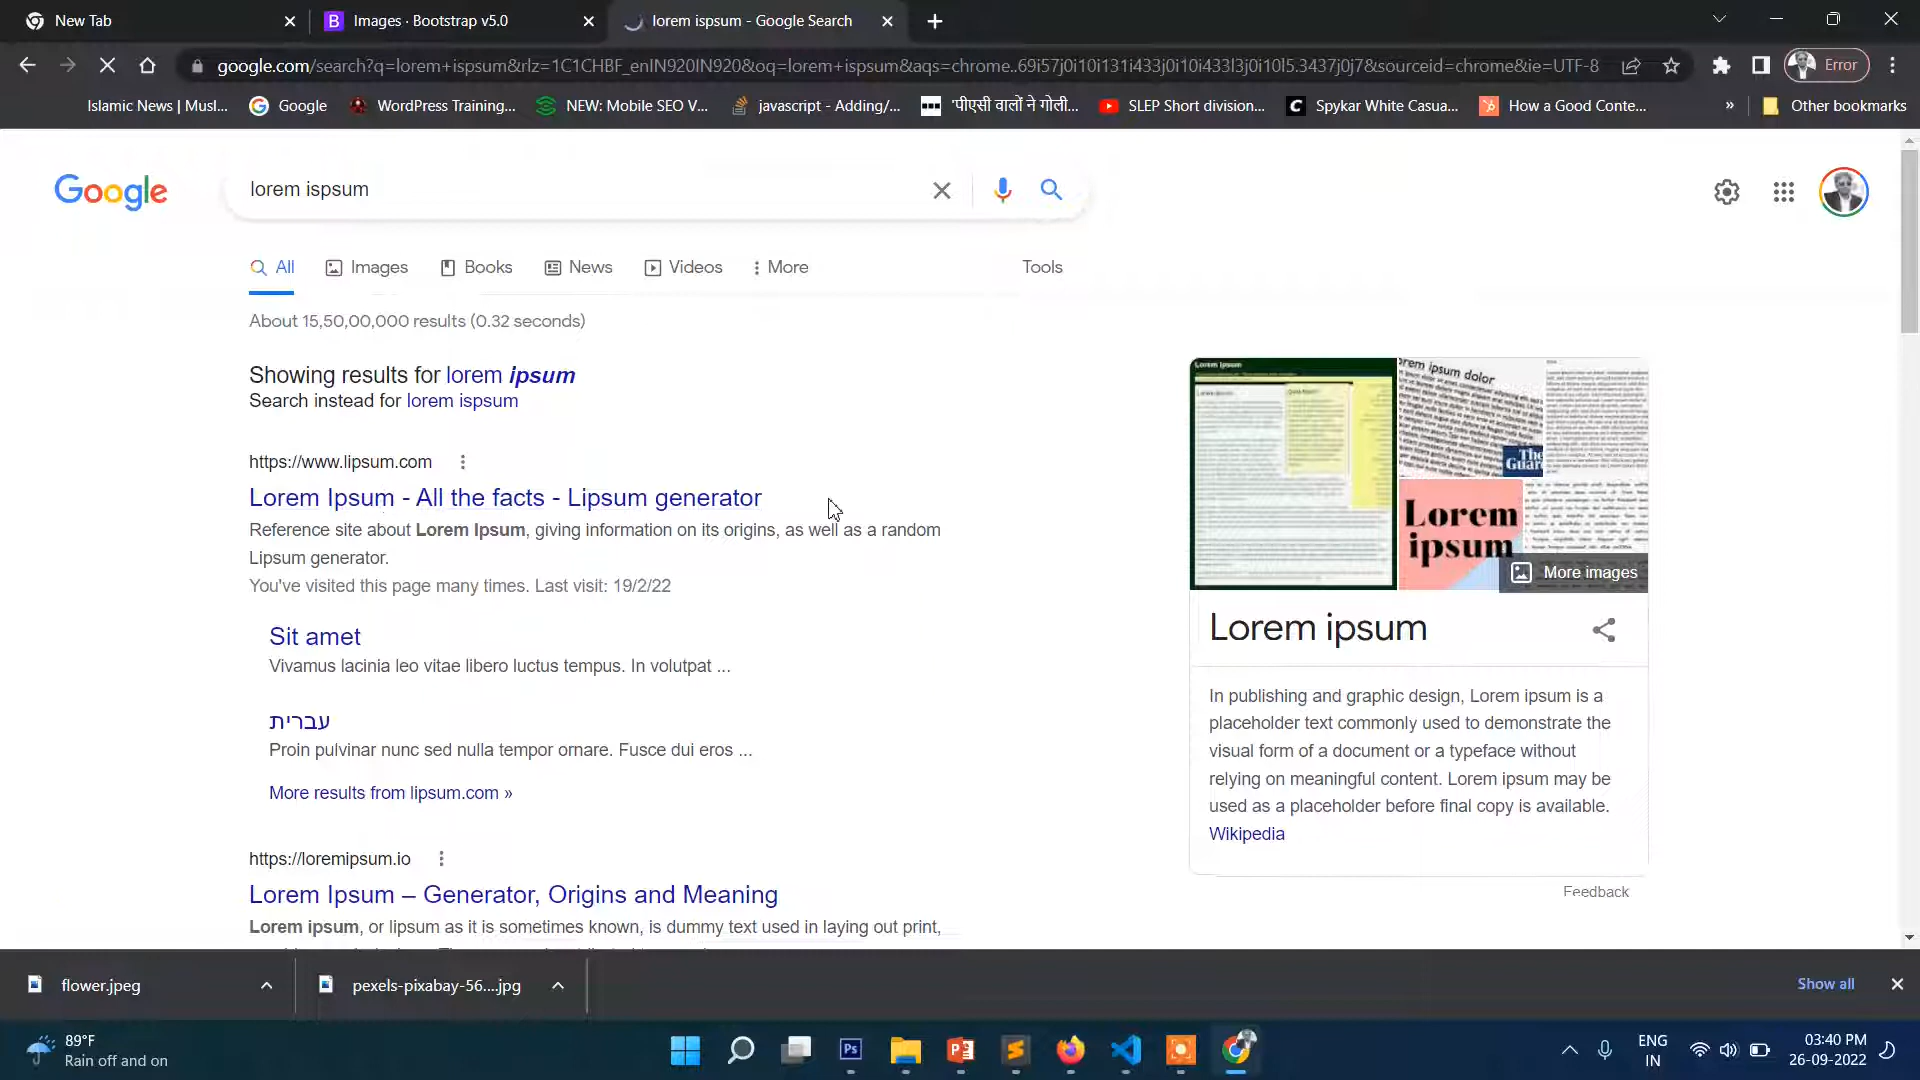 New Tab
Images · Bootstrap v5.0
lorem ispsum - Google Search
google.com/search?q=lorem+ispsum&rlz=1C1CHBF_enIN920IN920&oq=lorem+ispsum&aqs=chrome..69i57j0i10i131i433j0i10i433l3j0i10l5.3437j0j7&sourceid=chrome&ie=UTF-8
Error
Islamic News | Musl...
Google
WordPress Training...
NEW: Mobile SEO V...
javascript - Adding/...
'पीएसी वालों ने गोली...
SLEP Short division...
Spykar White Casua...
How a Good Conte...
»
Other bookmarks
Google
lorem ispsum
All
Images
Books
News
Videos
More
Tools
About 15,50,00,000 results (0.32 seconds)
Showing results for lorem ipsum
Search instead for lorem ispsum
https://www.lipsum.com
Lorem Ipsum - All the facts - Lipsum generator
Reference site about Lorem Ipsum, giving information on its origins, as well as a random
Lipsum generator.
You've visited this page many times. Last visit: 19/2/22
Sit amet
Vivamus lacinia leo vitae libero luctus tempus. In volutpat ...
עברית
Proin pulvinar nunc sed nulla tempor ornare. Fusce dui eros ...
More results from lipsum.com »
https://loremipsum.io
Lorem Ipsum – Generator, Origins and Meaning
Lorem ipsum, or lipsum as it is sometimes known, is dummy text used in laying out print,
Lorem Ipsum
orem ipsum dolor
The
Guar
Lorem
ipsum
More images
Lorem ipsum
In publishing and graphic design, Lorem ipsum is a
placeholder text commonly used to demonstrate the
visual form of a document or a typeface without
relying on meaningful content. Lorem ipsum may be
used as a placeholder before final copy is available.
Wikipedia
Feedback
flower.jpeg
pexels-pixabay-56....jpg
Show all
89°F
Rain off and on
Ps
P
ENG
IN
03:40 PM
26-09-2022